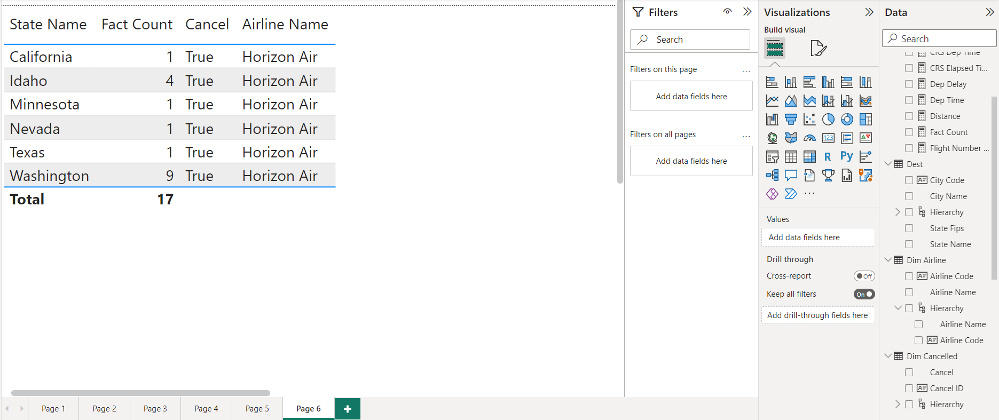 State Name Fact Count Cancel Airline Name
California 1 True Horizon Air
Idaho 4 True Horizon Air
Minnesota 1 True Horizon Air
Nevada 1 True Horizon Air
Texas 1 True Horizon Air
Washington 9 True Horizon Air
Total 17
Page 1 Page 2 Page 3 Page 4 Page 5 Page 6 +
Filters
Search
Filters on this page ...
Add data fields here
Filters on all pages ...
Add data fields here
Visualizations
Build visual
123
R Py
...
Values
Add data fields here
Drill through
Cross-report Off
Keep all filters On
Add drill-through fields here
Data
Search
CRS Dep Time
CRS Elapsed Ti...
Dep Delay
Dep Time
Distance
Fact Count
Flight Number ...
Dest
City Code
City Name
Hierarchy
State Fips
State Name
Dim Airline
Airline Code
Airline Name
Hierarchy
Airline Name
Airline Code
Dim Cancelled
Cancel
Cancel ID
Hierarchy